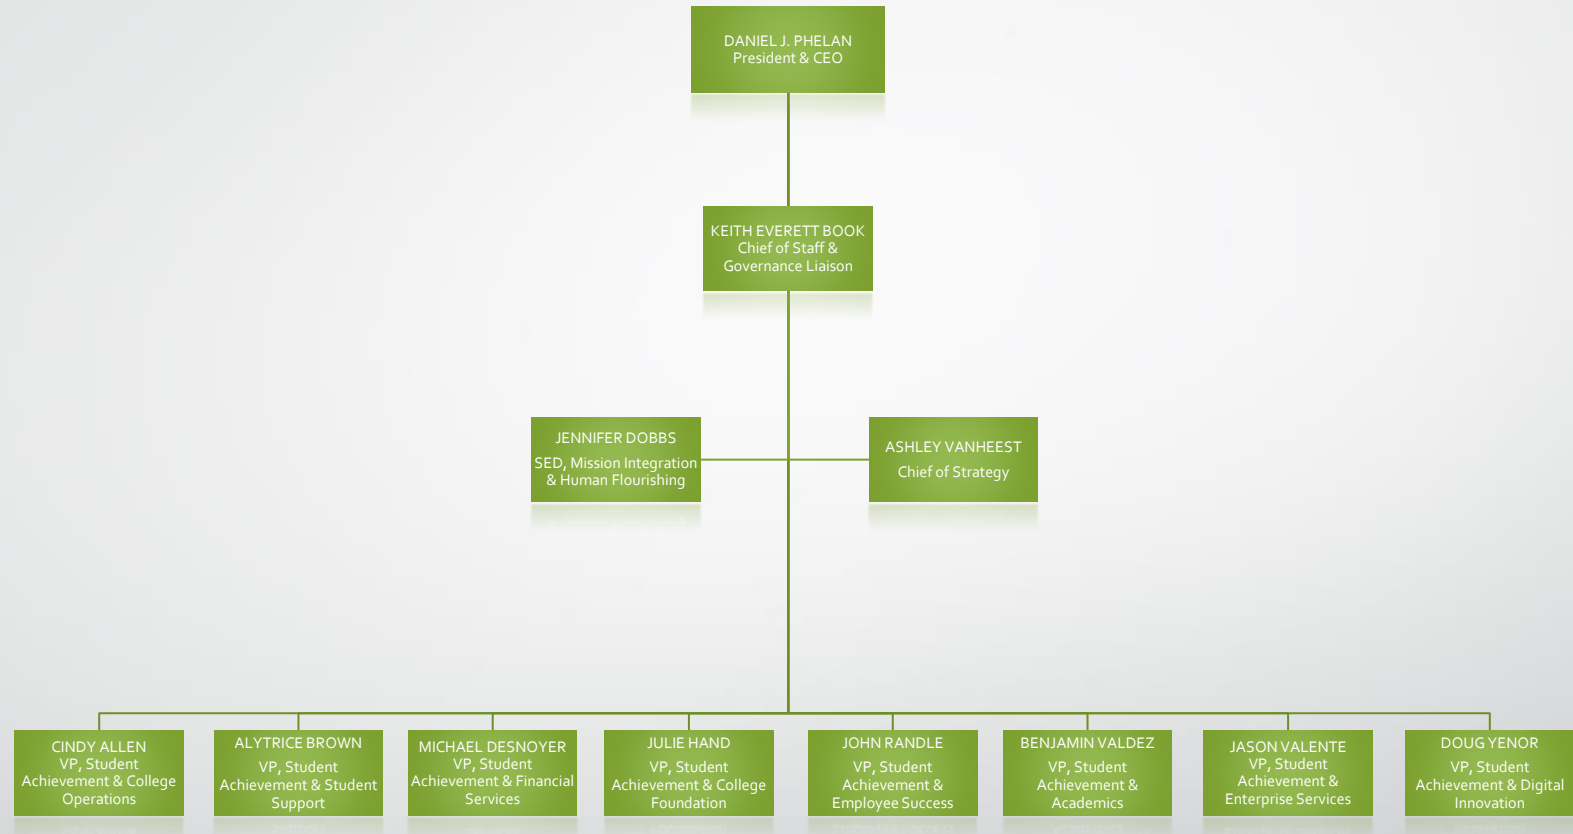 DANIEL J. PHELAN
President & CEO
KEITH EVERETT BOOK
Chief of Staff &
Governance Liaison
JENNIFER DOBBS
SED, Mission Integration
& Human Flourishing
ASHLEY VANHEEST
Chief of Strategy
CINDY ALLEN
VP, Student
Achievement & College
Operations
ALYTRICE BROWN
VP, Student
Achievement & Student
Support
MICHAEL DESNOYER
VP, Student
Achievement & Financial
Services
JULIE HAND
VP, Student
Achievement & College
Foundation
JOHN RANDLE
VP, Student
Achievement &
Employee Success
BENJAMIN VALDEZ
VP, Student
Achievement &
Academics
JASON VALENTE
VP, Student
Achievement &
Enterprise Services
DOUG YENOR
VP, Student
Achievement & Digital
Innovation